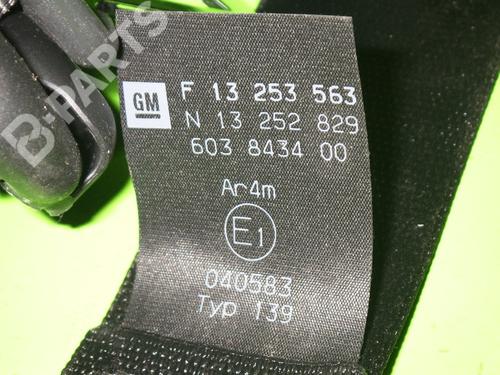 B-PARTS
GM F 13 253 563
N 13 252 829
603 8434 00
Ar4m
E1
040583
Typ 139